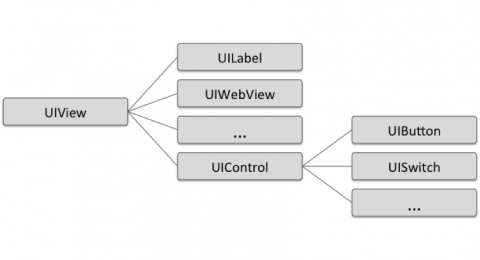 UIView
UILabel
UIWebView
...
UIControl
UIButton
UISwitch
...